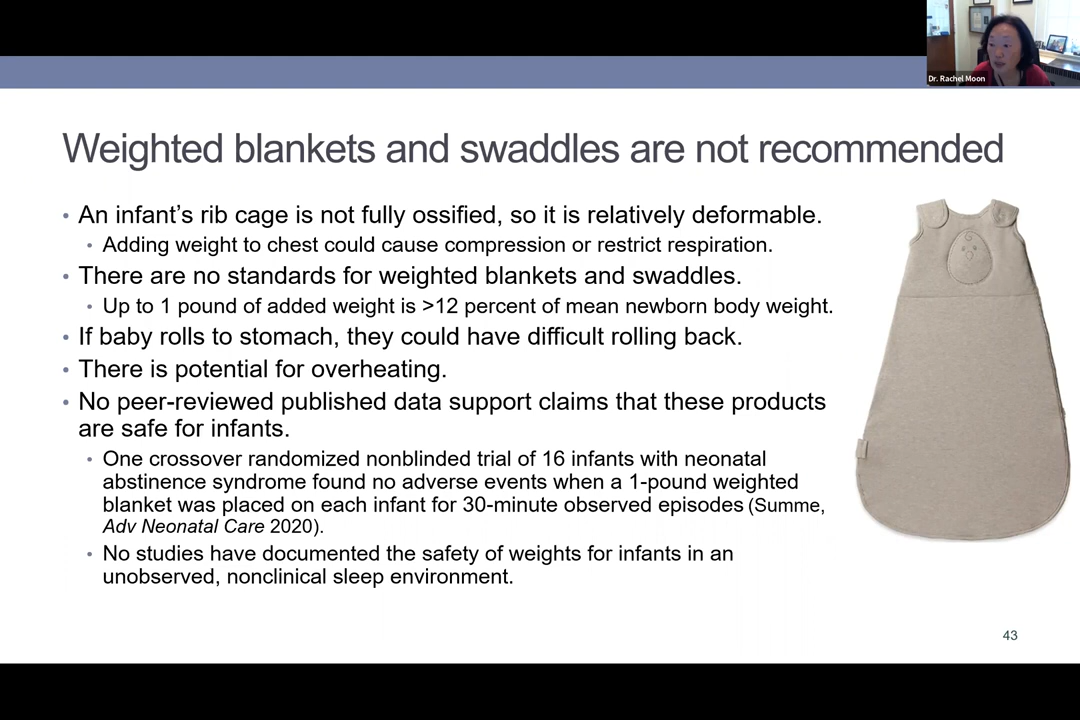 Dr. Rachel Moon
Weighted blankets and swaddles are not recommended
• An infant's rib cage is not fully ossified, so it is relatively deformable.
• Adding weight to chest could cause compression or restrict respiration.
• There are no standards for weighted blankets and swaddles.
• Up to 1 pound of added weight is >12 percent of mean newborn body weight.
• If baby rolls to stomach, they could have difficult rolling back.
• There is potential for overheating.
• No peer-reviewed published data support claims that these products
are safe for infants.
• One crossover randomized nonblinded trial of 16 infants with neonatal
abstinence syndrome found no adverse events when a 1-pound weighted
blanket was placed on each infant for 30-minute observed episodes (Summe,
Adv Neonatal Care 2020).
• No studies have documented the safety of weights for infants in an
unobserved, nonclinical sleep environment.
43